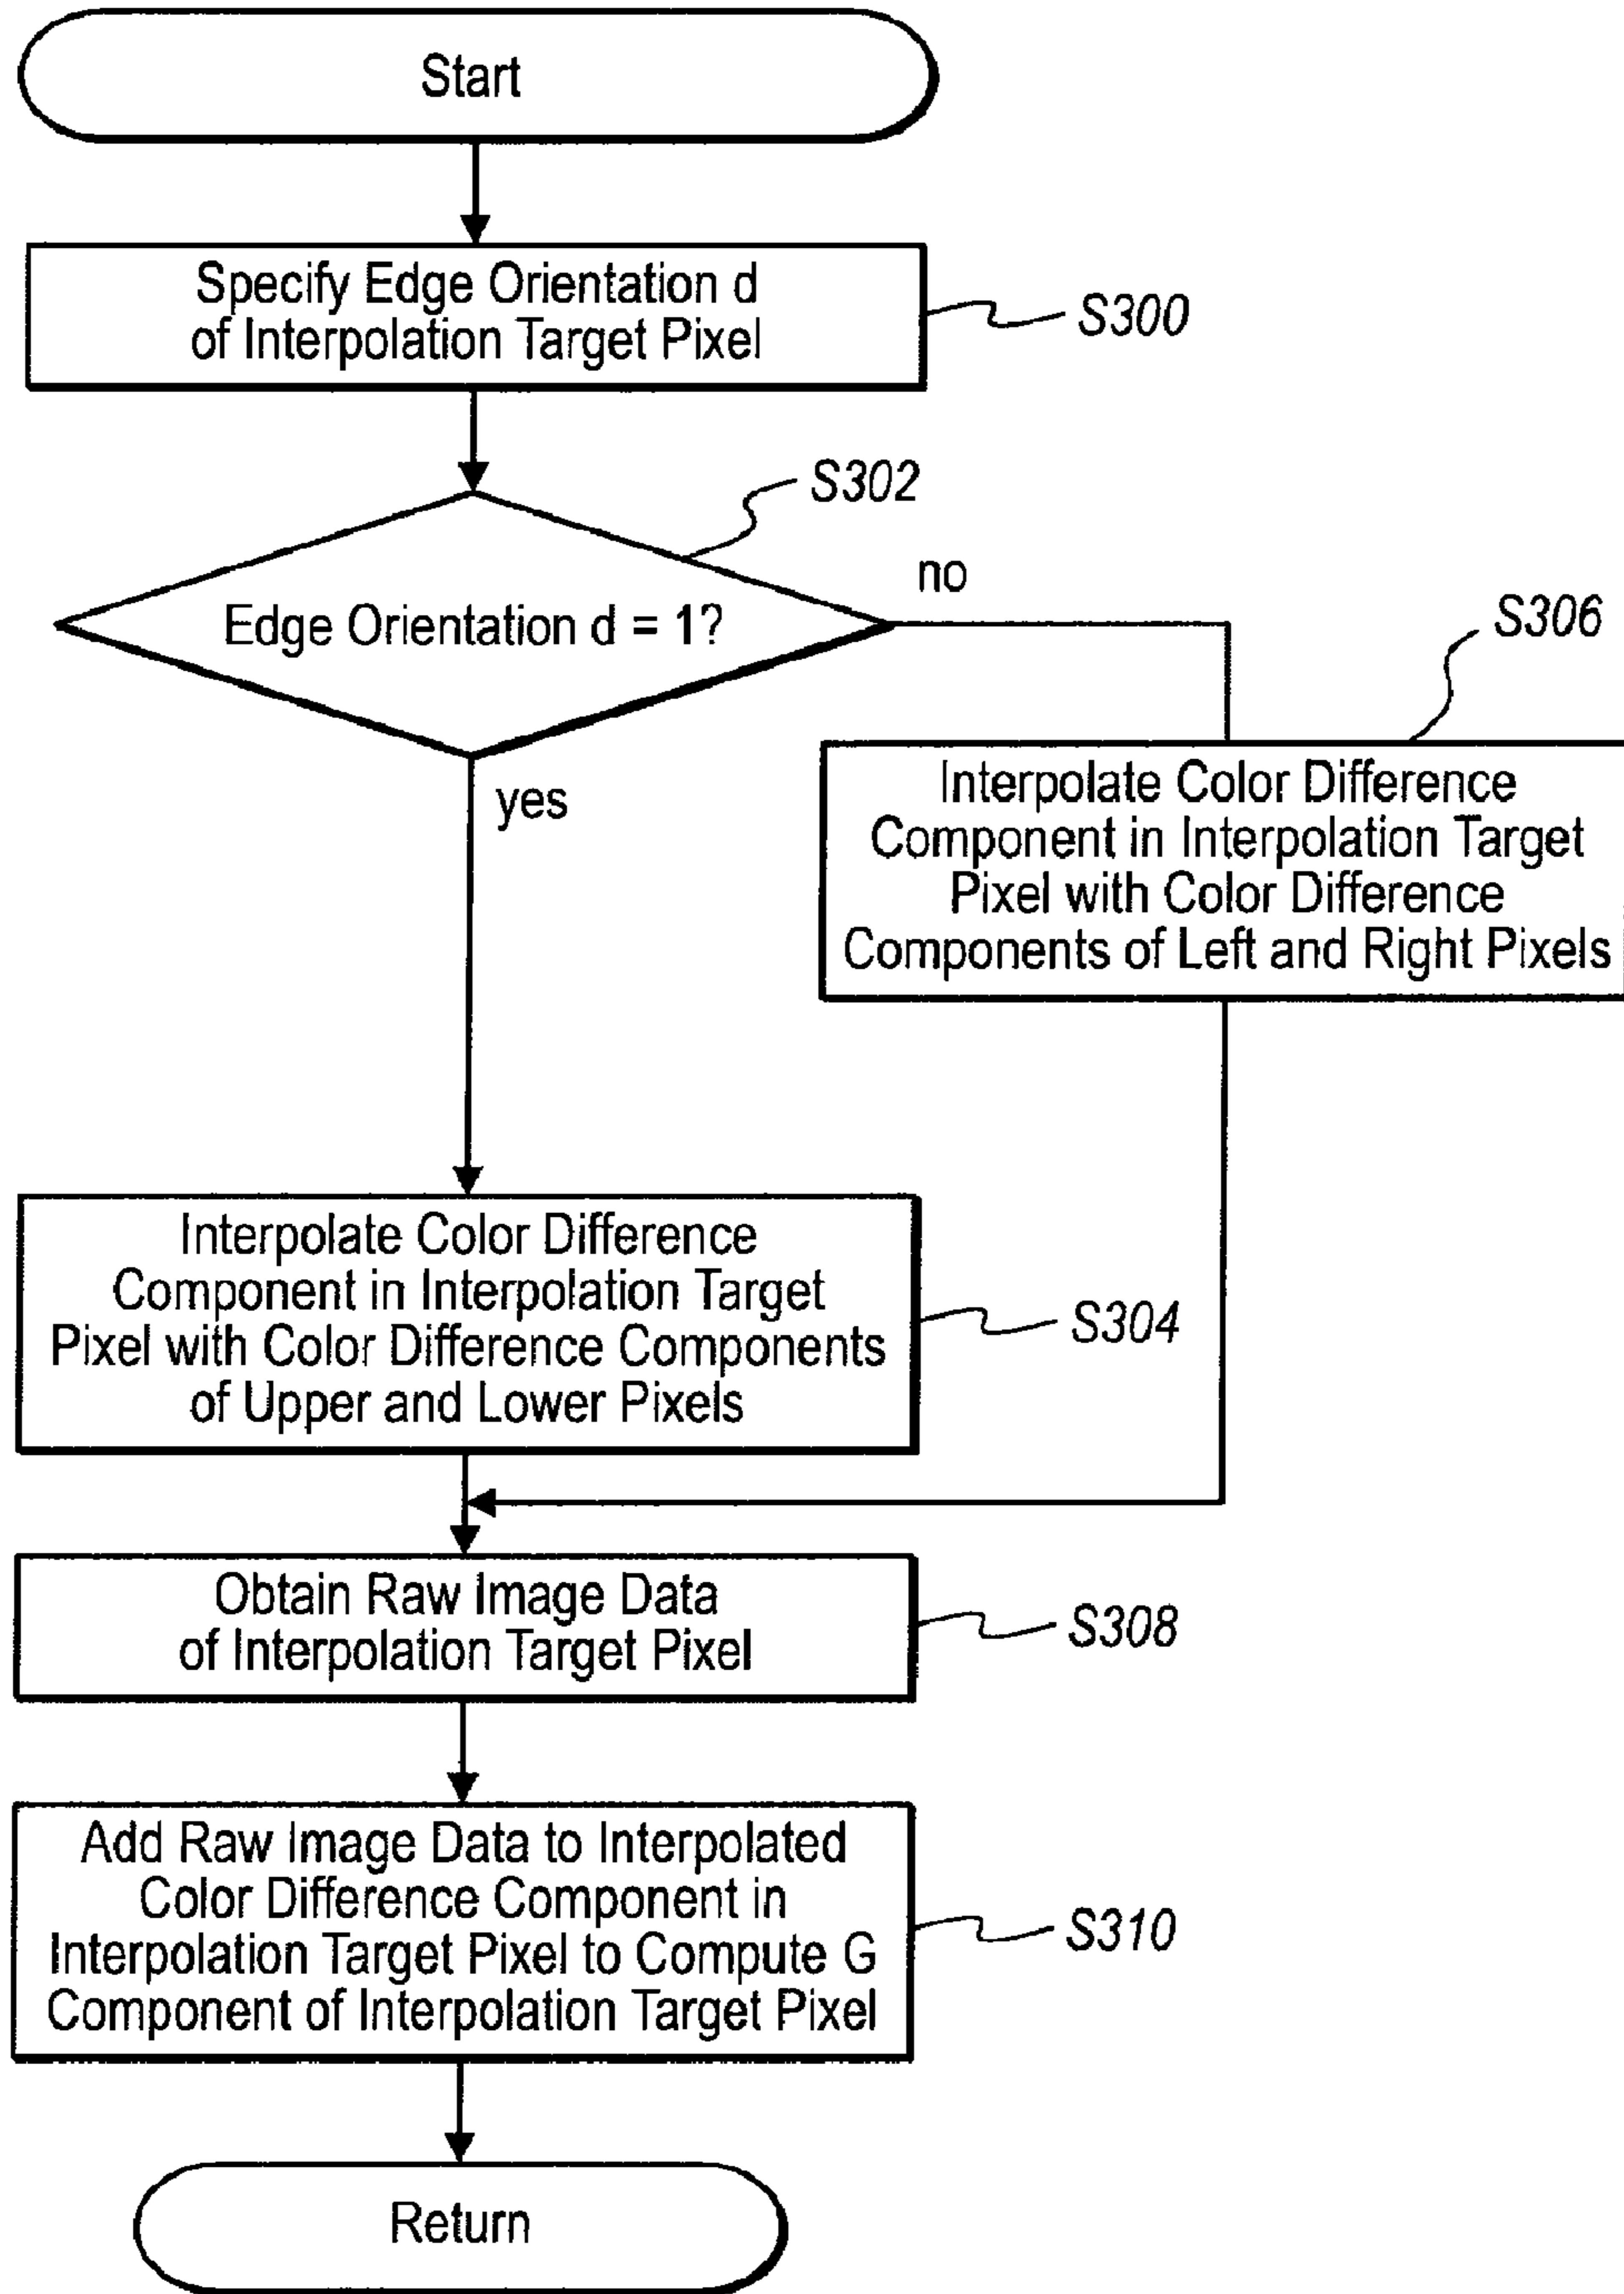 Start
Specify Edge Orientation d
of Interpolation Target Pixel
S300
S302
Edge Orientation d = 1?
no
yes
S306
Interpolate Color Difference
Component in Interpolation Target
Pixel with Color Difference
Components of Left and Right Pixels
Interpolate Color Difference
Component in Interpolation Target
Pixel with Color Difference Components
of Upper and Lower Pixels
S304
Obtain Raw Image Data
of Interpolation Target Pixel
S308
Add Raw Image Data to Interpolated
Color Difference Component in
Interpolation Target Pixel to Compute G
Component of Interpolation Target Pixel
S310
Return